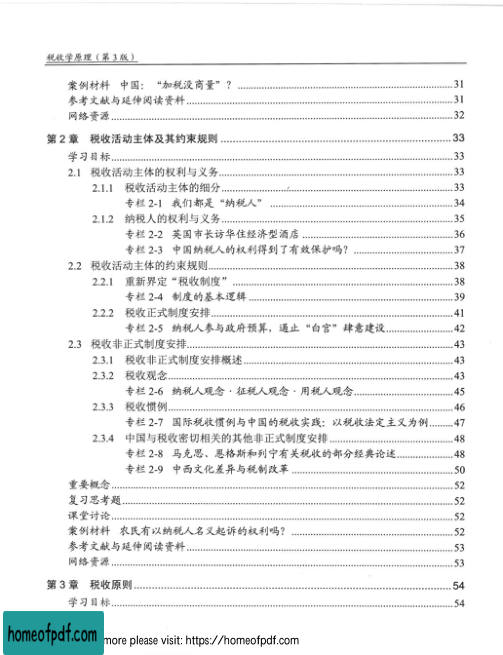 税收学原理（第3版）
案例材料 中国：“加税没商量”？ 31
参考文献与延伸阅读资料 31
网络资源 32
第2章 税收活动主体及其约束规则 33
学习目标 33
2.1 税收活动主体的权利与义务 33
2.1.1 税收活动主体的细分 33
专栏 2-1 我们都是“纳税人” 34
2.1.2 纳税人的权利与义务 35
专栏 2-2 英国市长访华住经济型酒店 36
专栏 2-3 中国纳税人的权利得到了有效保护吗？ 37
2.2 税收活动主体的约束规则 38
2.2.1 重新界定“税收制度” 38
专栏 2-4 制度的基本逻辑 39
2.2.2 税收正式制度安排 41
专栏 2-5 纳税人参与政府预算，遏止“白宫”肆意建设 42
2.3 税收非正式制度安排 43
2.3.1 税收非正式制度安排概述 43
2.3.2 税收观念 43
专栏 2-6 纳税人观念·征税人观念·用税人观念 45
2.3.3 税收惯例 46
专栏 2-7 国际税收惯例与中国的税收实践：以税收法定主义为例 47
2.3.4 中国与税收密切相关的其他非正式制度安排 48
专栏 2-8 马克思、恩格斯和列宁有关税收的部分经典论述 48
专栏 2-9 中西文化差异与税制改革 50
重要概念 52
复习思考题 52
课堂讨论 52
案例材料 农民有以纳税人名义起诉的权利吗？ 52
参考文献与延伸阅读资料 53
网络资源 53
第3章 税收原则 54
学习目标 54
homeofpdf.com more please visit: https://homeofpdf.com